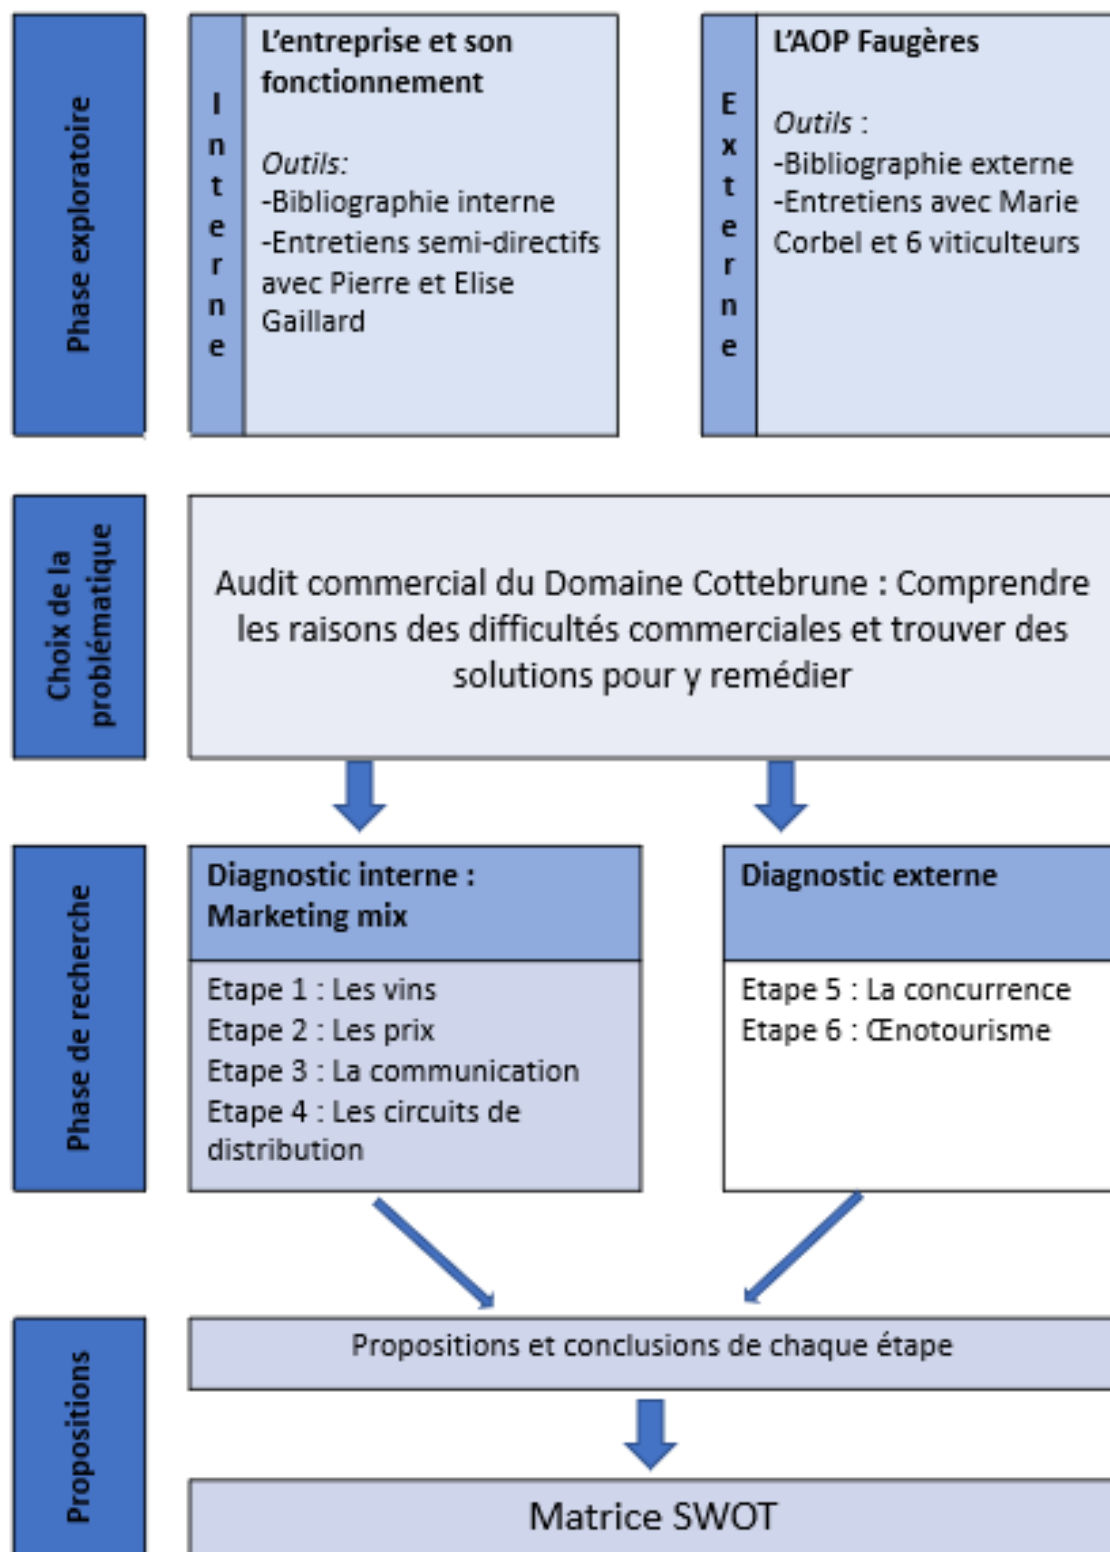 Phase exploratoire
Interne
L'entreprise et son
fonctionnement
Outils:
-Bibliographie interne
-Entretiens semi-directifs
avec Pierre et Elise
Gaillard
Externe
L'AOP Faugères
Outils :
-Bibliographie externe
-Entretiens avec Marie
Corbel et 6 viticulteurs
Choix de la
problématique
Audit commercial du Domaine Cottebrune : Comprendre
les raisons des difficultés commerciales et trouver des
solutions pour y remédier
Phase de recherche
Diagnostic interne :
Marketing mix
Etape 1 : Les vins
Etape 2 : Les prix
Etape 3 : La communication
Etape 4 : Les circuits de
distribution
Diagnostic externe
Etape 5 : La concurrence
Etape 6 : Œnotourisme
Propositions
Propositions et conclusions de chaque étape
Matrice SWOT